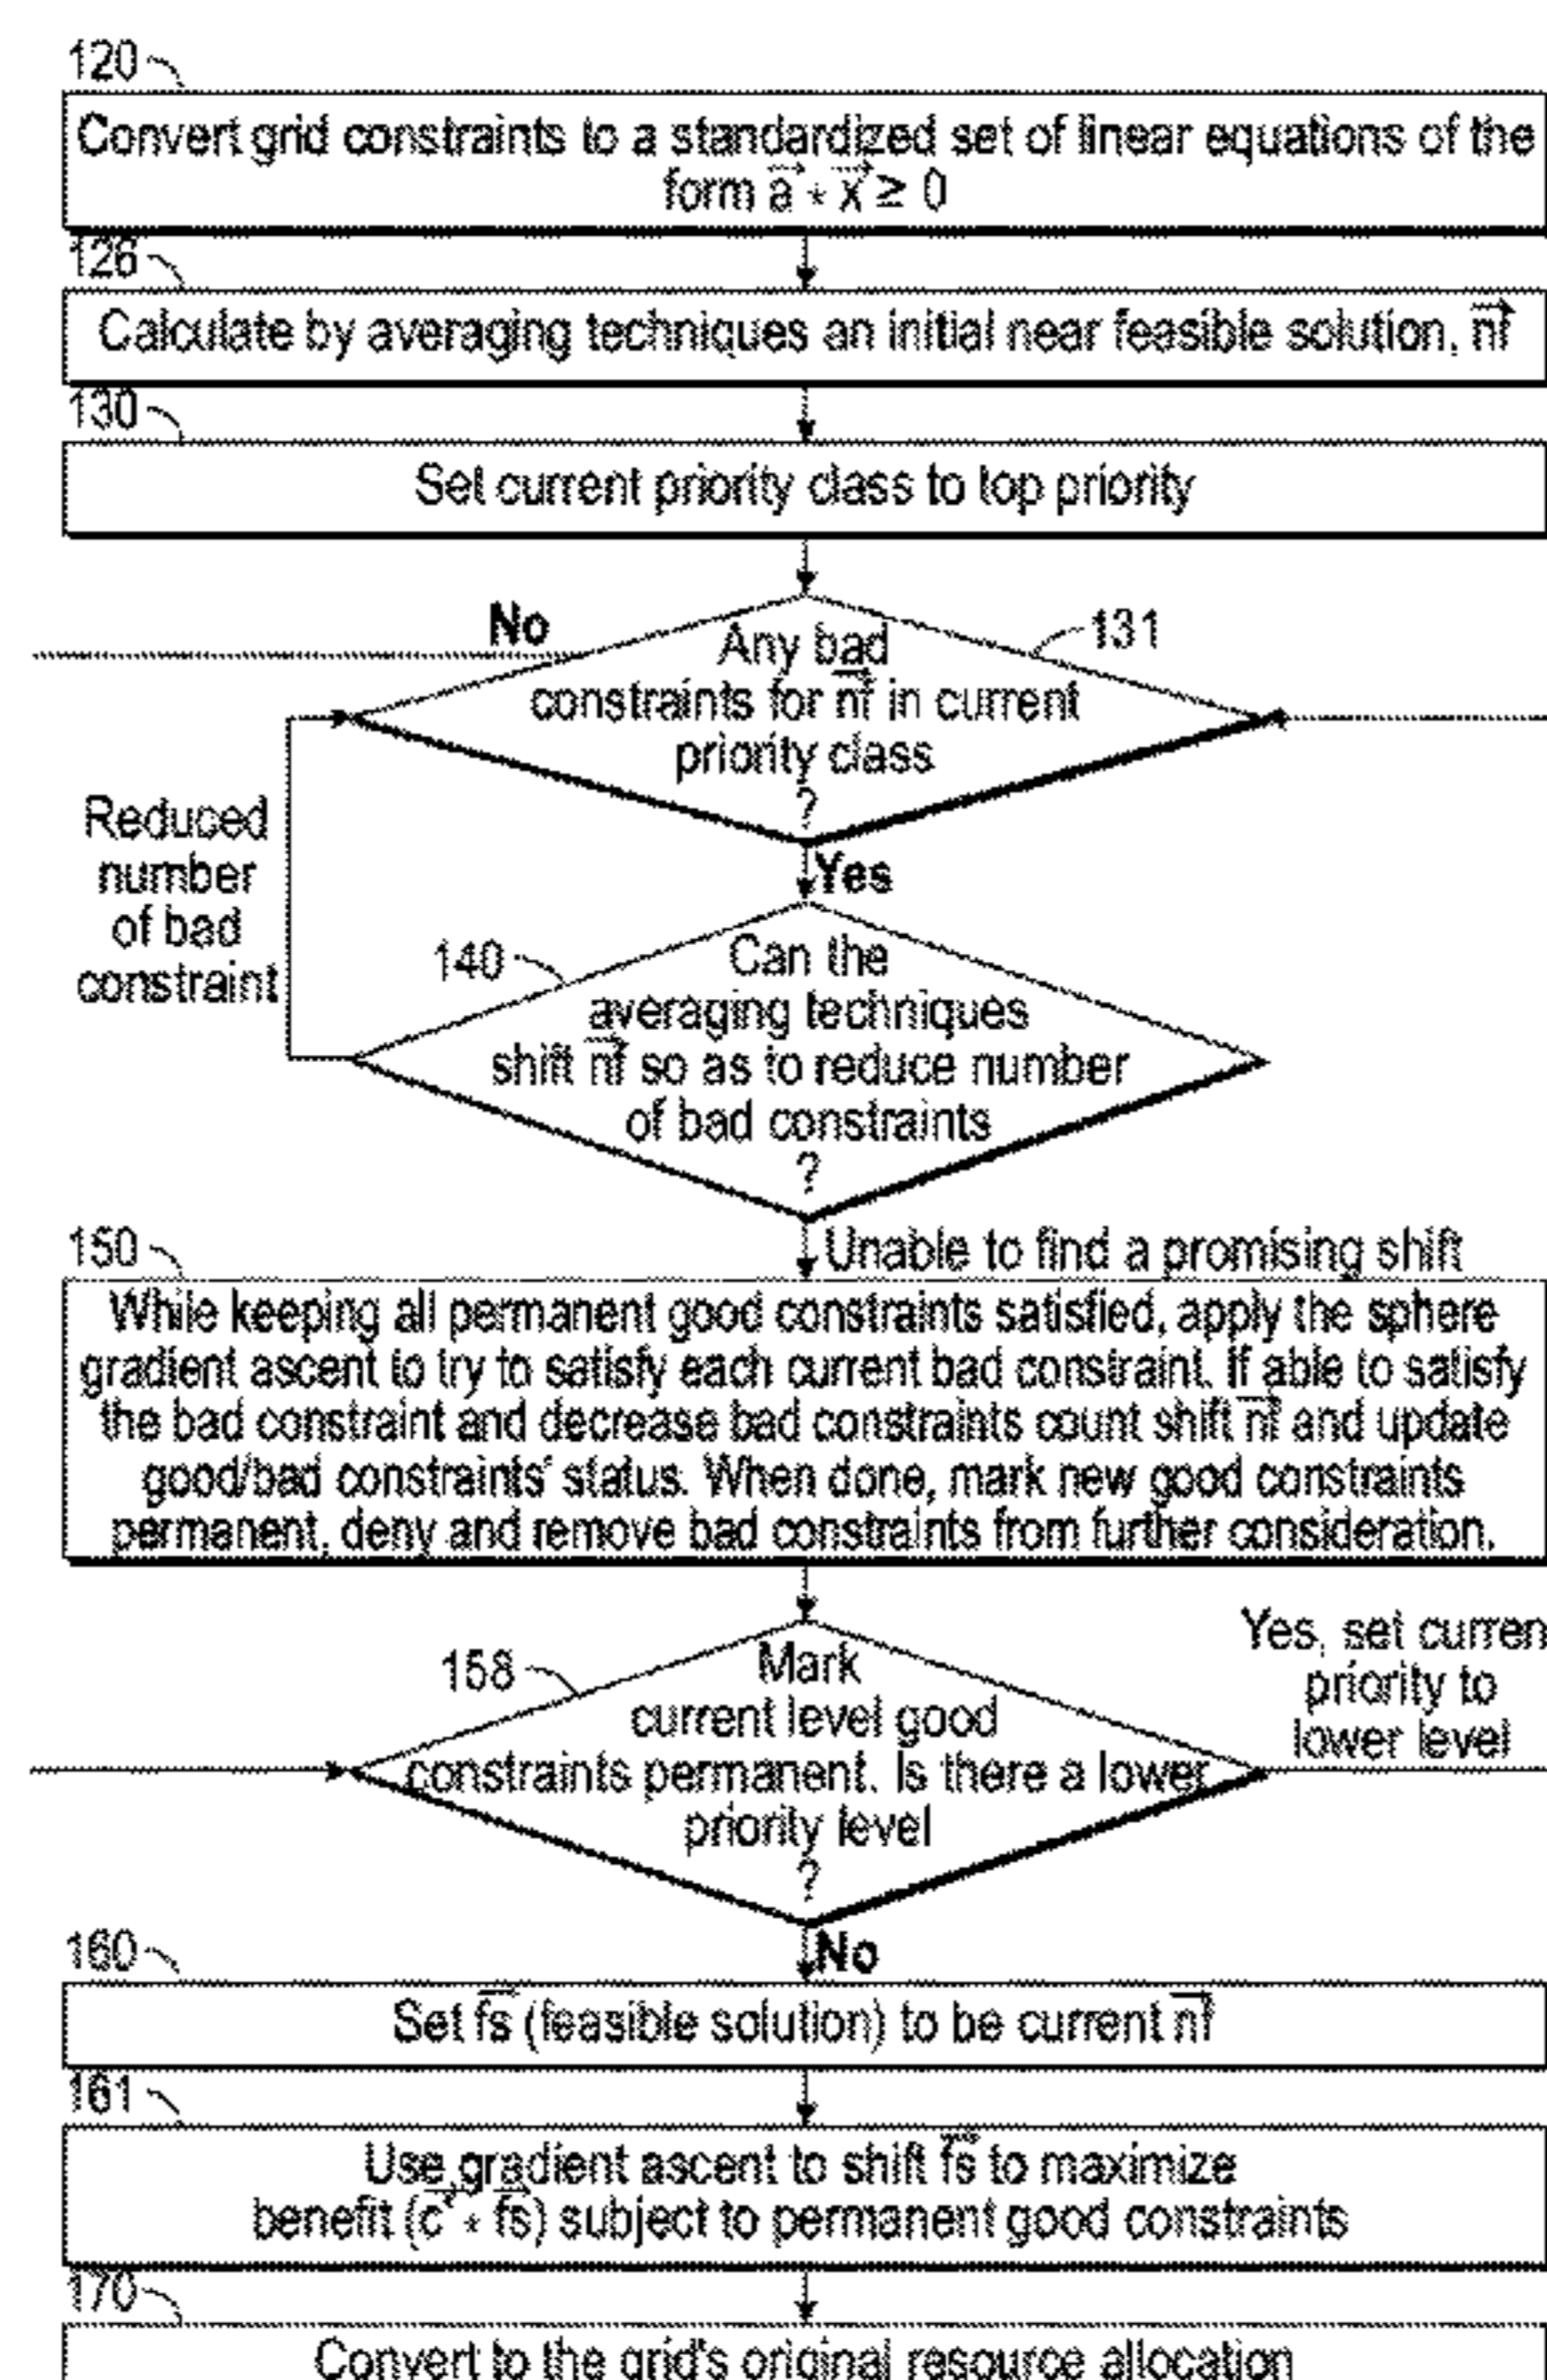 120
Convert grid constraints to a standardized set of linear equations of the
form a⃗ * x⃗ ≥ 0
126
Calculate by averaging techniques an initial near feasible solution, n⃗f⃗
130
Set current priority class to top priority
No
131
Any bad
constraints for n⃗f⃗ in current
priority class
?
Reduced
number
of bad
constraint
Yes
140
Can the
averaging techniques
shift n⃗f⃗ so as to reduce number
of bad constraints
?
150
Unable to find a promising shift
While keeping all permanent good constraints satisfied, apply the sphere
gradient ascent to try to satisfy each current bad constraint. If able to satisfy
the bad constraint and decrease bad constraints count shift n⃗f⃗ and update
good/bad constraints' status. When done, mark new good constraints
permanent, deny and remove bad constraints from further consideration.
158
Mark
current level good
constraints permanent. Is there a lower
priority level
?
Yes, set curren
priority to
lower level
No
160
Set f⃗s⃗ (feasible solution) to be current n⃗f⃗
161
Use gradient ascent to shift f⃗s⃗ to maximize
benefit (c⃗ * f⃗s⃗) subject to permanent good constraints
170
Convert to the grid's original resource allocation